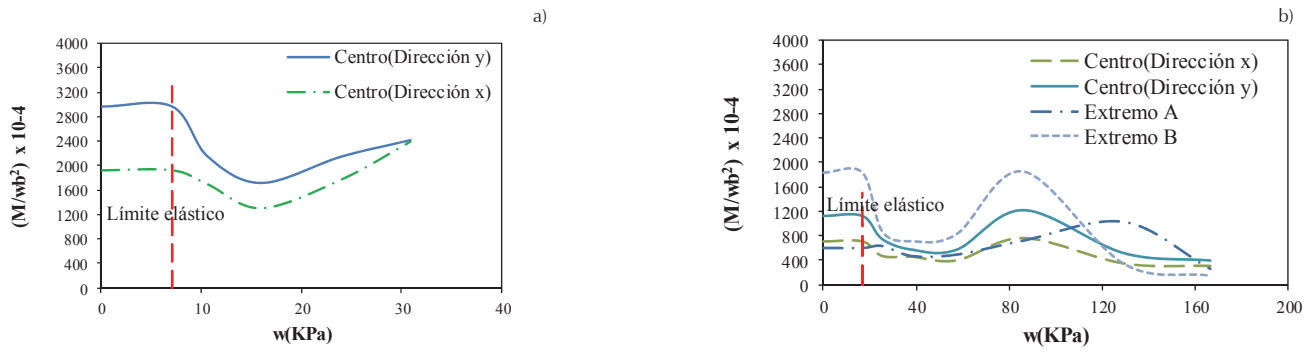 a)
4000
3600
3200
2800
2400
2000
1600
1200
800
400
0
(M/wb²) x 10-4
Centro(Dirección y)
Centro(Dirección x)
Límite elástico
0 10 20 30 40
w(KPa)
b)
4000
3600
3200
2800
2400
2000
1600
1200
800
400
0
(M/wb²) x 10-4
Centro(Dirección x)
Centro(Dirección y)
Extremo A
Extremo B
Límite elástico
0 40 80 120 160 200
w(KPa)